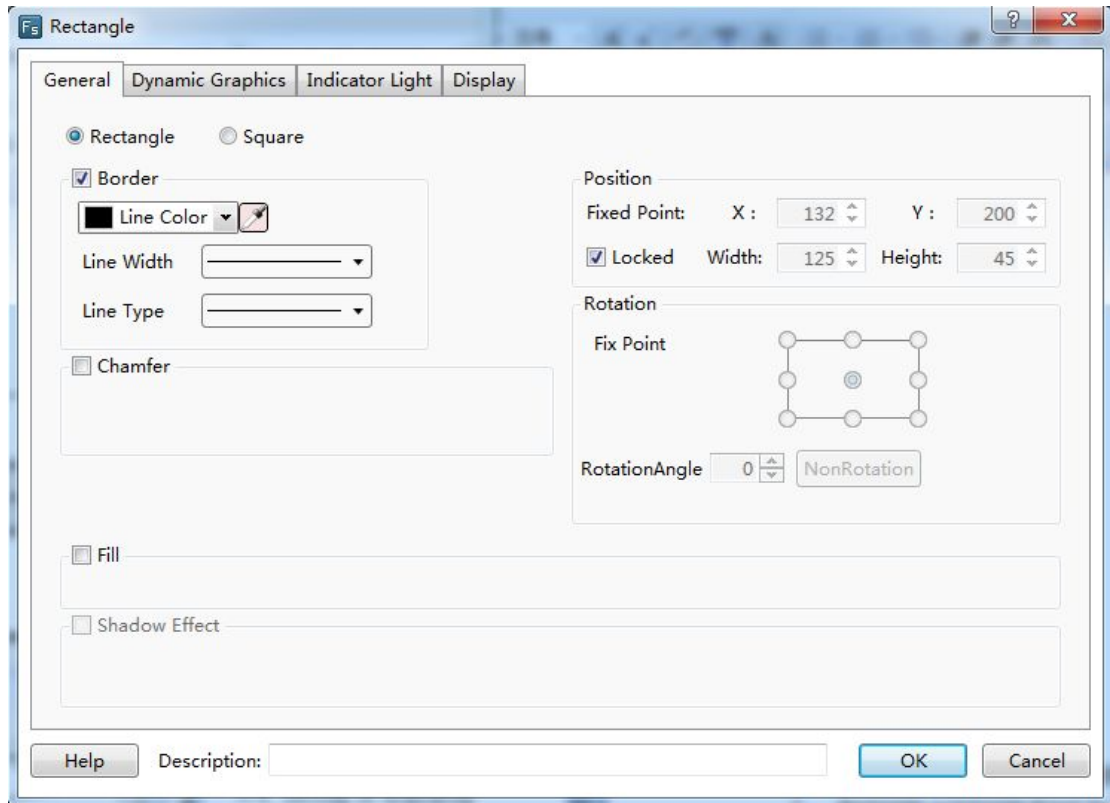 Fs Rectangle
General Dynamic Graphics Indicator Light Display
Rectangle Square
Border
Line Color
Line Width
Line Type
Chamfer
Position
Fixed Point: X : 132 Y : 200
Locked Width: 125 Height: 45
Rotation
Fix Point
RotationAngle 0 NonRotation
Fill
Shadow Effect
Help Description: OK Cancel